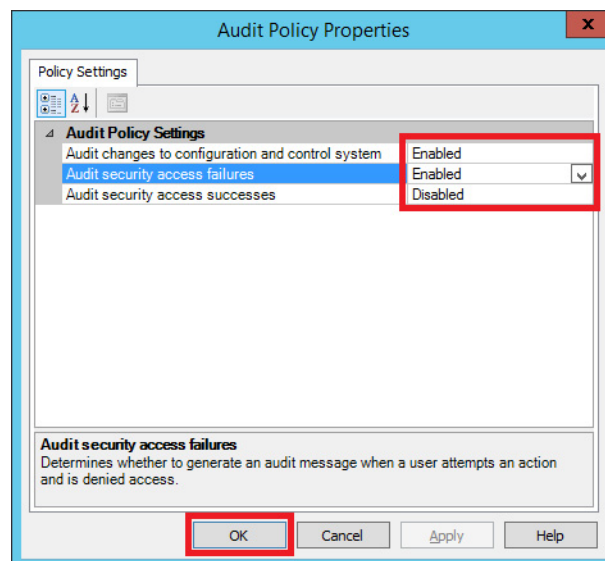 Audit Policy Properties
x
Policy Settings
A
Z
Audit Policy Settings
Audit changes to configuration and control system Enabled
Audit security access failures Enabled
Audit security access successes Disabled
Audit security access failures
Determines whether to generate an audit message when a user attempts an action
and is denied access.
OK Cancel Apply Help